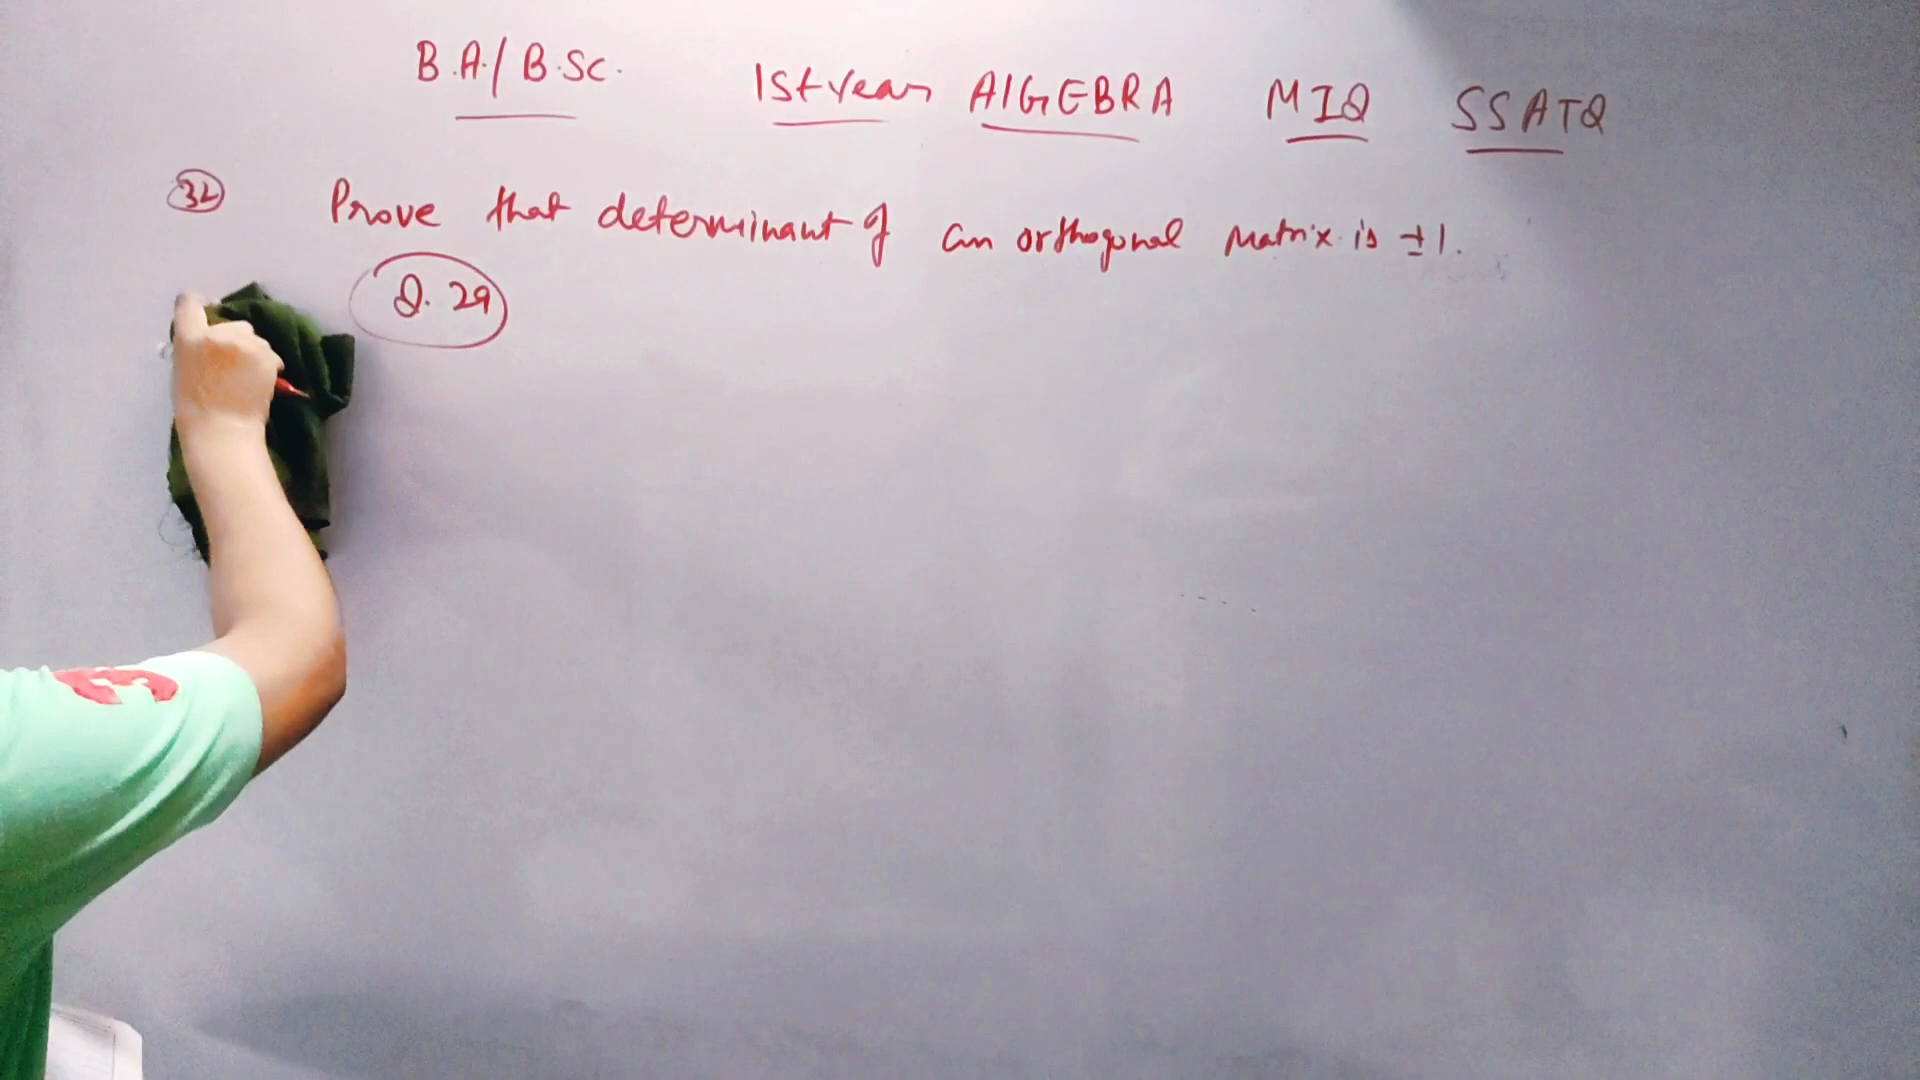 B.A./B.Sc. 1st Year AlGEBRA MIQ SSATQ
32 Prove that determinant of an orthogonal matrix is ±1.
Q. 29